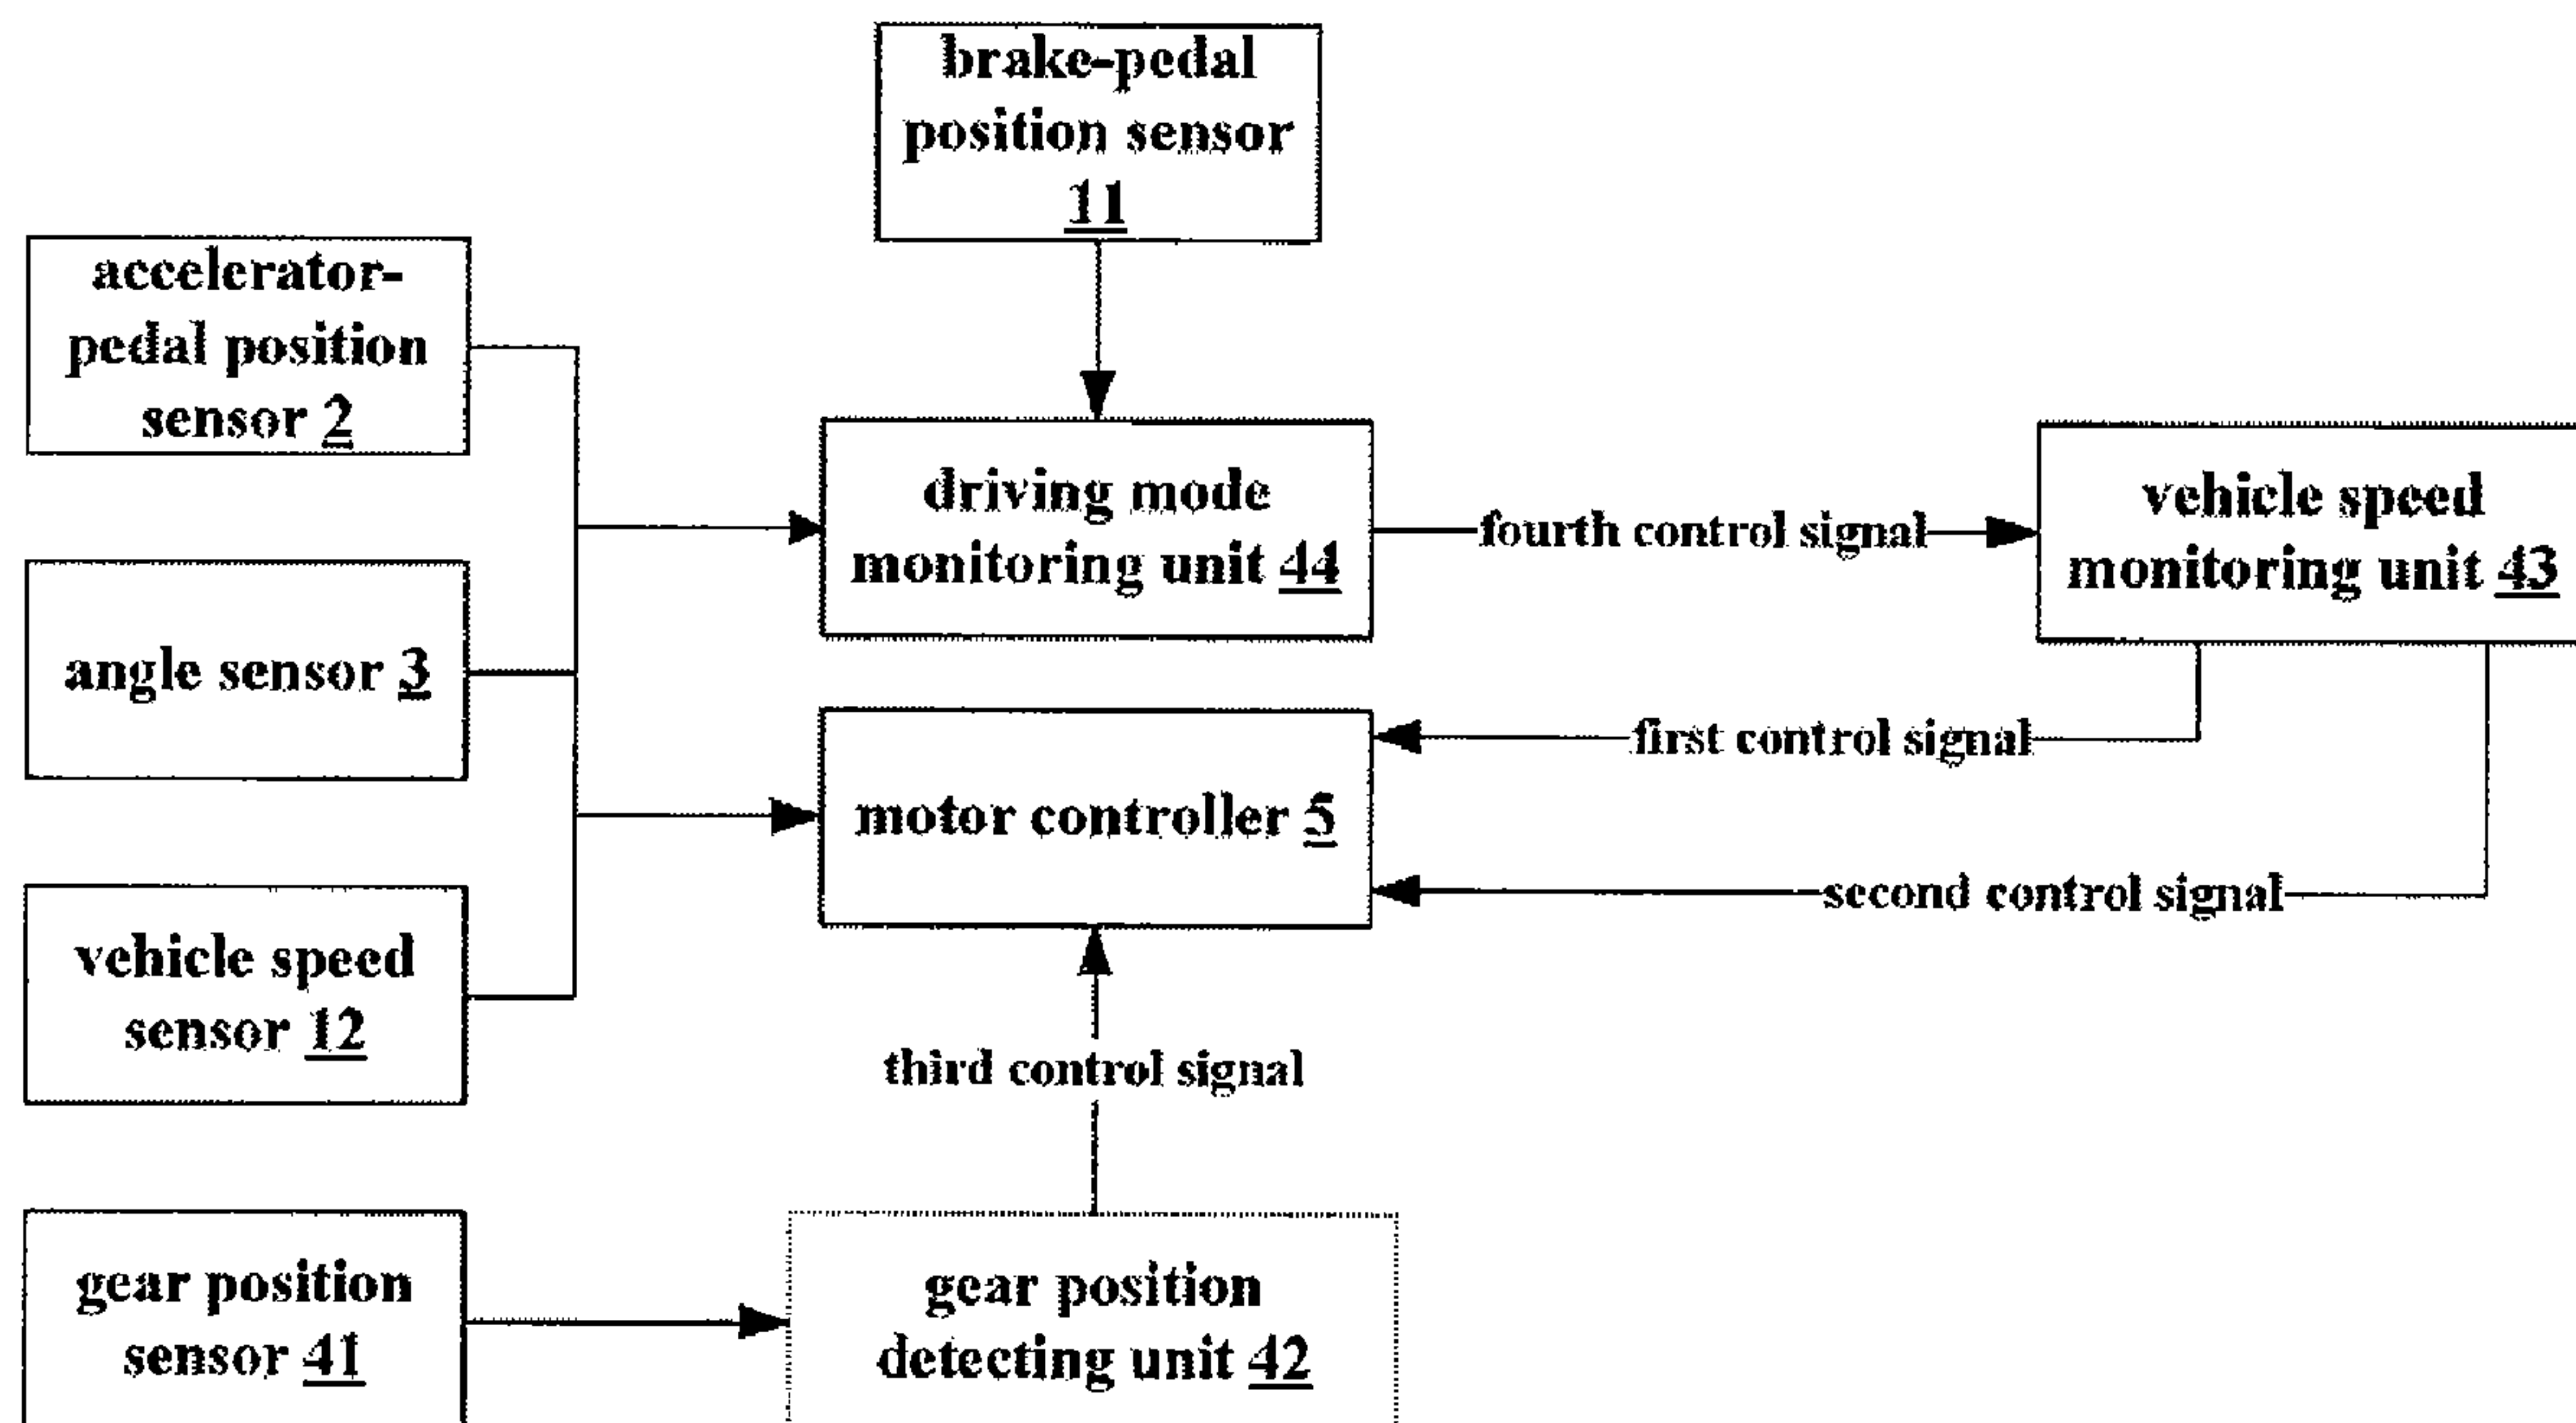 brake-pedal
position sensor
11
accelerator-
pedal position
sensor 2
driving mode
monitoring unit 44
fourth control signal
vehicle speed
monitoring unit 43
angle sensor 3
motor controller 5
first control signal
second control signal
vehicle speed
sensor 12
third control signal
gear position
sensor 41
gear position
detecting unit 42